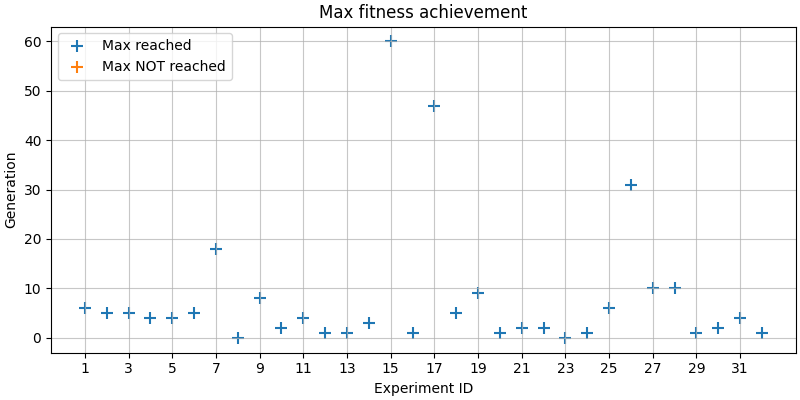 Max fitness achievement
Max reached
Max NOT reached
Generation
60
50
40
30
20
10
0
1 3 5 7 9 11 13 15 17 19 21 23 25 27 29 31
Experiment ID